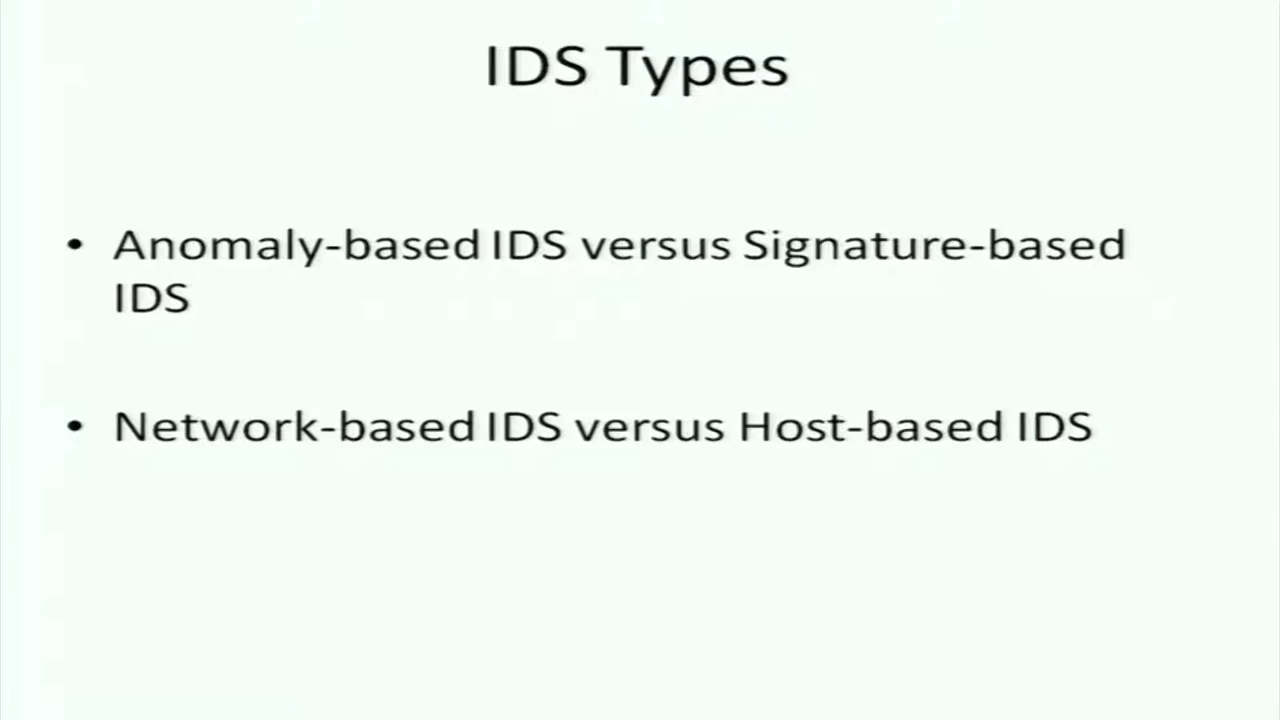 IDS Types
• Anomaly-based IDS versus Signature-based
IDS
• Network-based IDS versus Host-based IDS